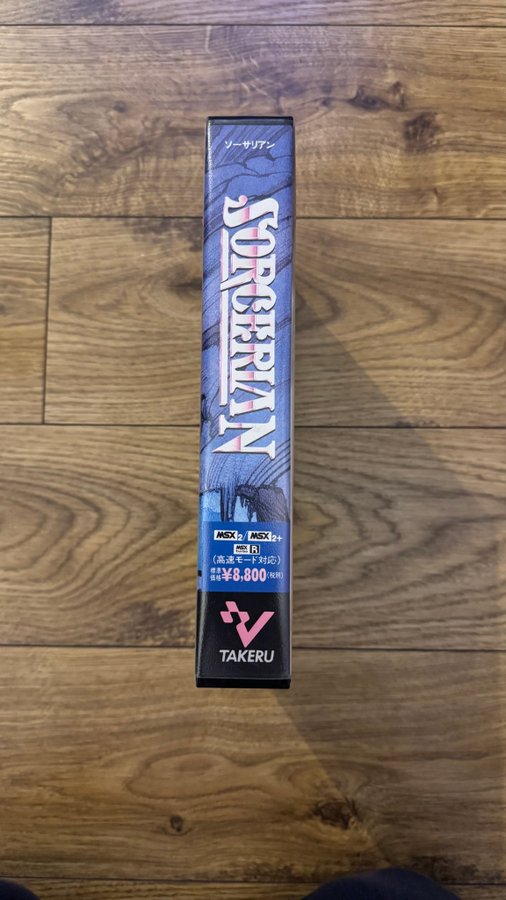 ソーサリアン
SORCERIAN
MSX2/MSX2+
MSX turbo R
(高速モード対応)
標準価格 ¥8,800(税別)
TAKERU